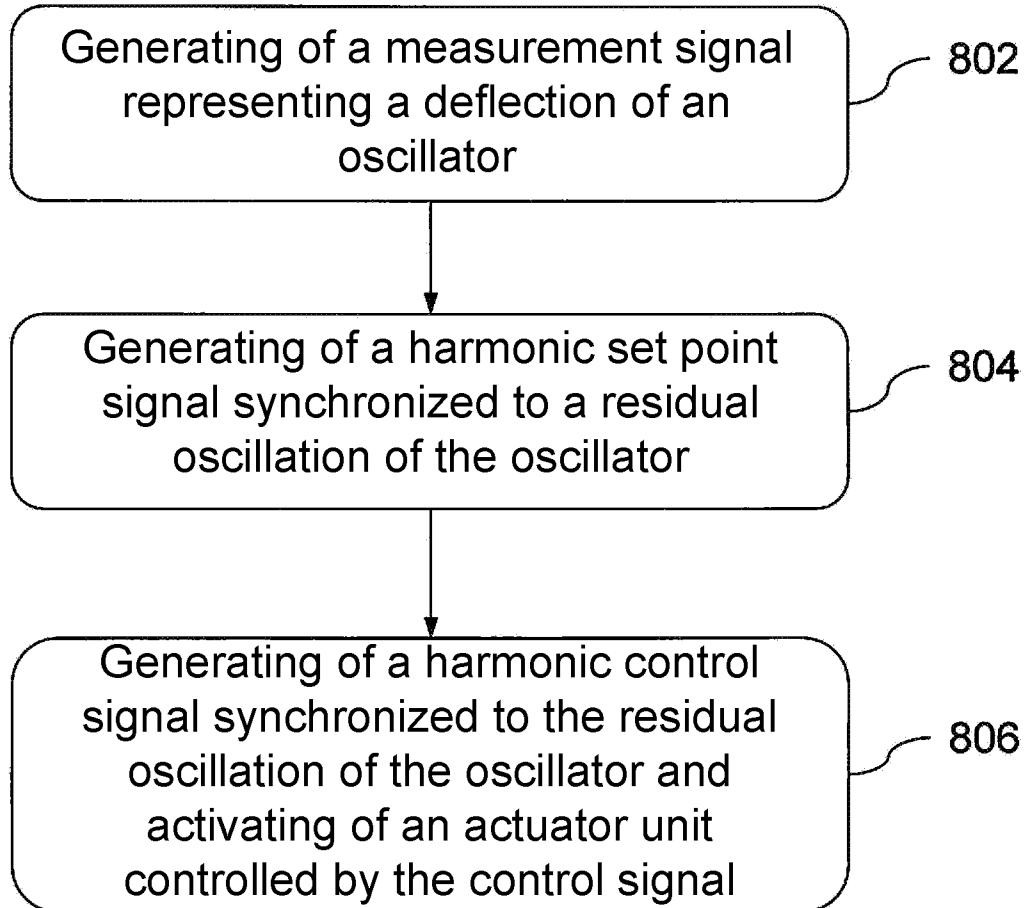 Generating of a measurement signal
representing a deflection of an
oscillator
802
Generating of a harmonic set point
signal synchronized to a residual
oscillation of the oscillator
804
Generating of a harmonic control
signal synchronized to the residual
oscillation of the oscillator and
activating of an actuator unit
controlled by the control signal
806